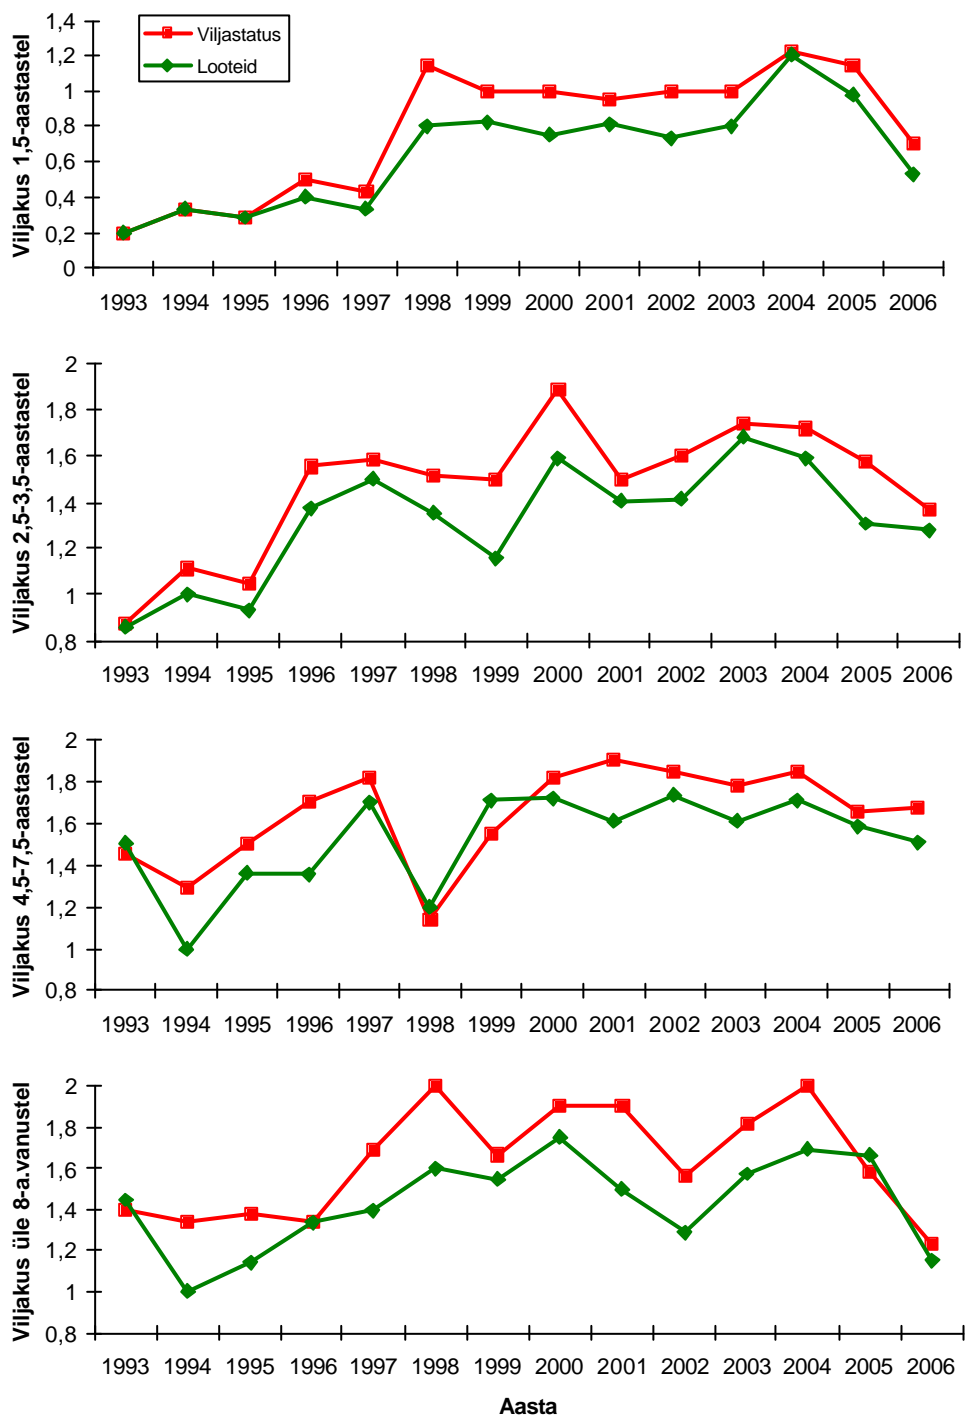 Viljakus 1,5-aastastel
1,4
1,2
1
0,8
0,6
0,4
0,2
0
Viljastatus
Looteid
1993 1994 1995 1996 1997 1998 1999 2000 2001 2002 2003 2004 2005 2006
Viljakus 2,5-3,5-aastastel
2
1,8
1,6
1,4
1,2
1
0,8
1993 1994 1995 1996 1997 1998 1999 2000 2001 2002 2003 2004 2005 2006
Viljakus 4,5-7,5-aastastel
2
1,8
1,6
1,4
1,2
1
0,8
1993 1994 1995 1996 1997 1998 1999 2000 2001 2002 2003 2004 2005 2006
Viljakus üle 8-a.vanustel
2
1,8
1,6
1,4
1,2
1
0,8
1993 1994 1995 1996 1997 1998 1999 2000 2001 2002 2003 2004 2005 2006
Aasta